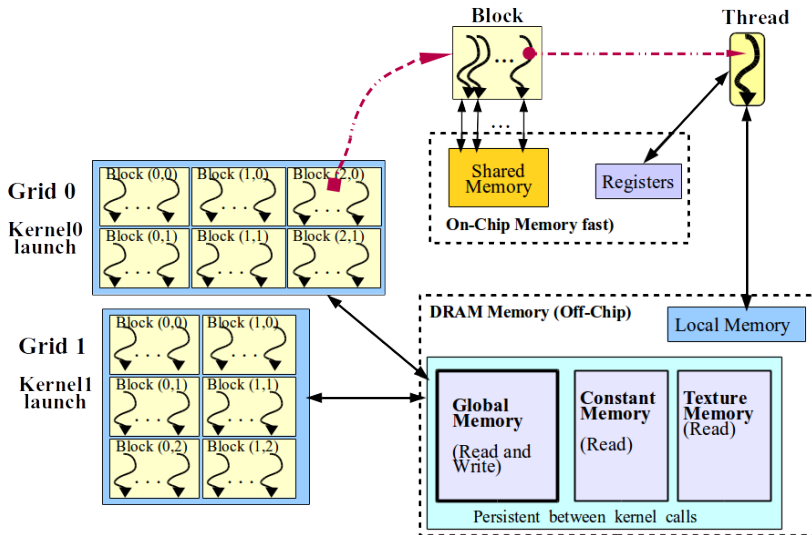 Block
Thread
...
...
Shared
Memory
Registers
On-Chip Memory fast)
Grid 0
Kernel0
launch
Block (0,0) Block (1,0) Block (2,0)
... ... ...
Block (0,1) Block (1,1) Block (2,1)
... ... ...
Grid 1
Kernel1
launch
Block (0,0) Block (1,0)
... ...
Block (0,1) Block (1,1)
... ...
Block (0,2) Block (1,2)
... ...
DRAM Memory (Off-Chip)
Local Memory
Global
Memory
(Read and
Write)
Constant
Memory
(Read)
Texture
Memory
(Read)
Persistent between kernel calls